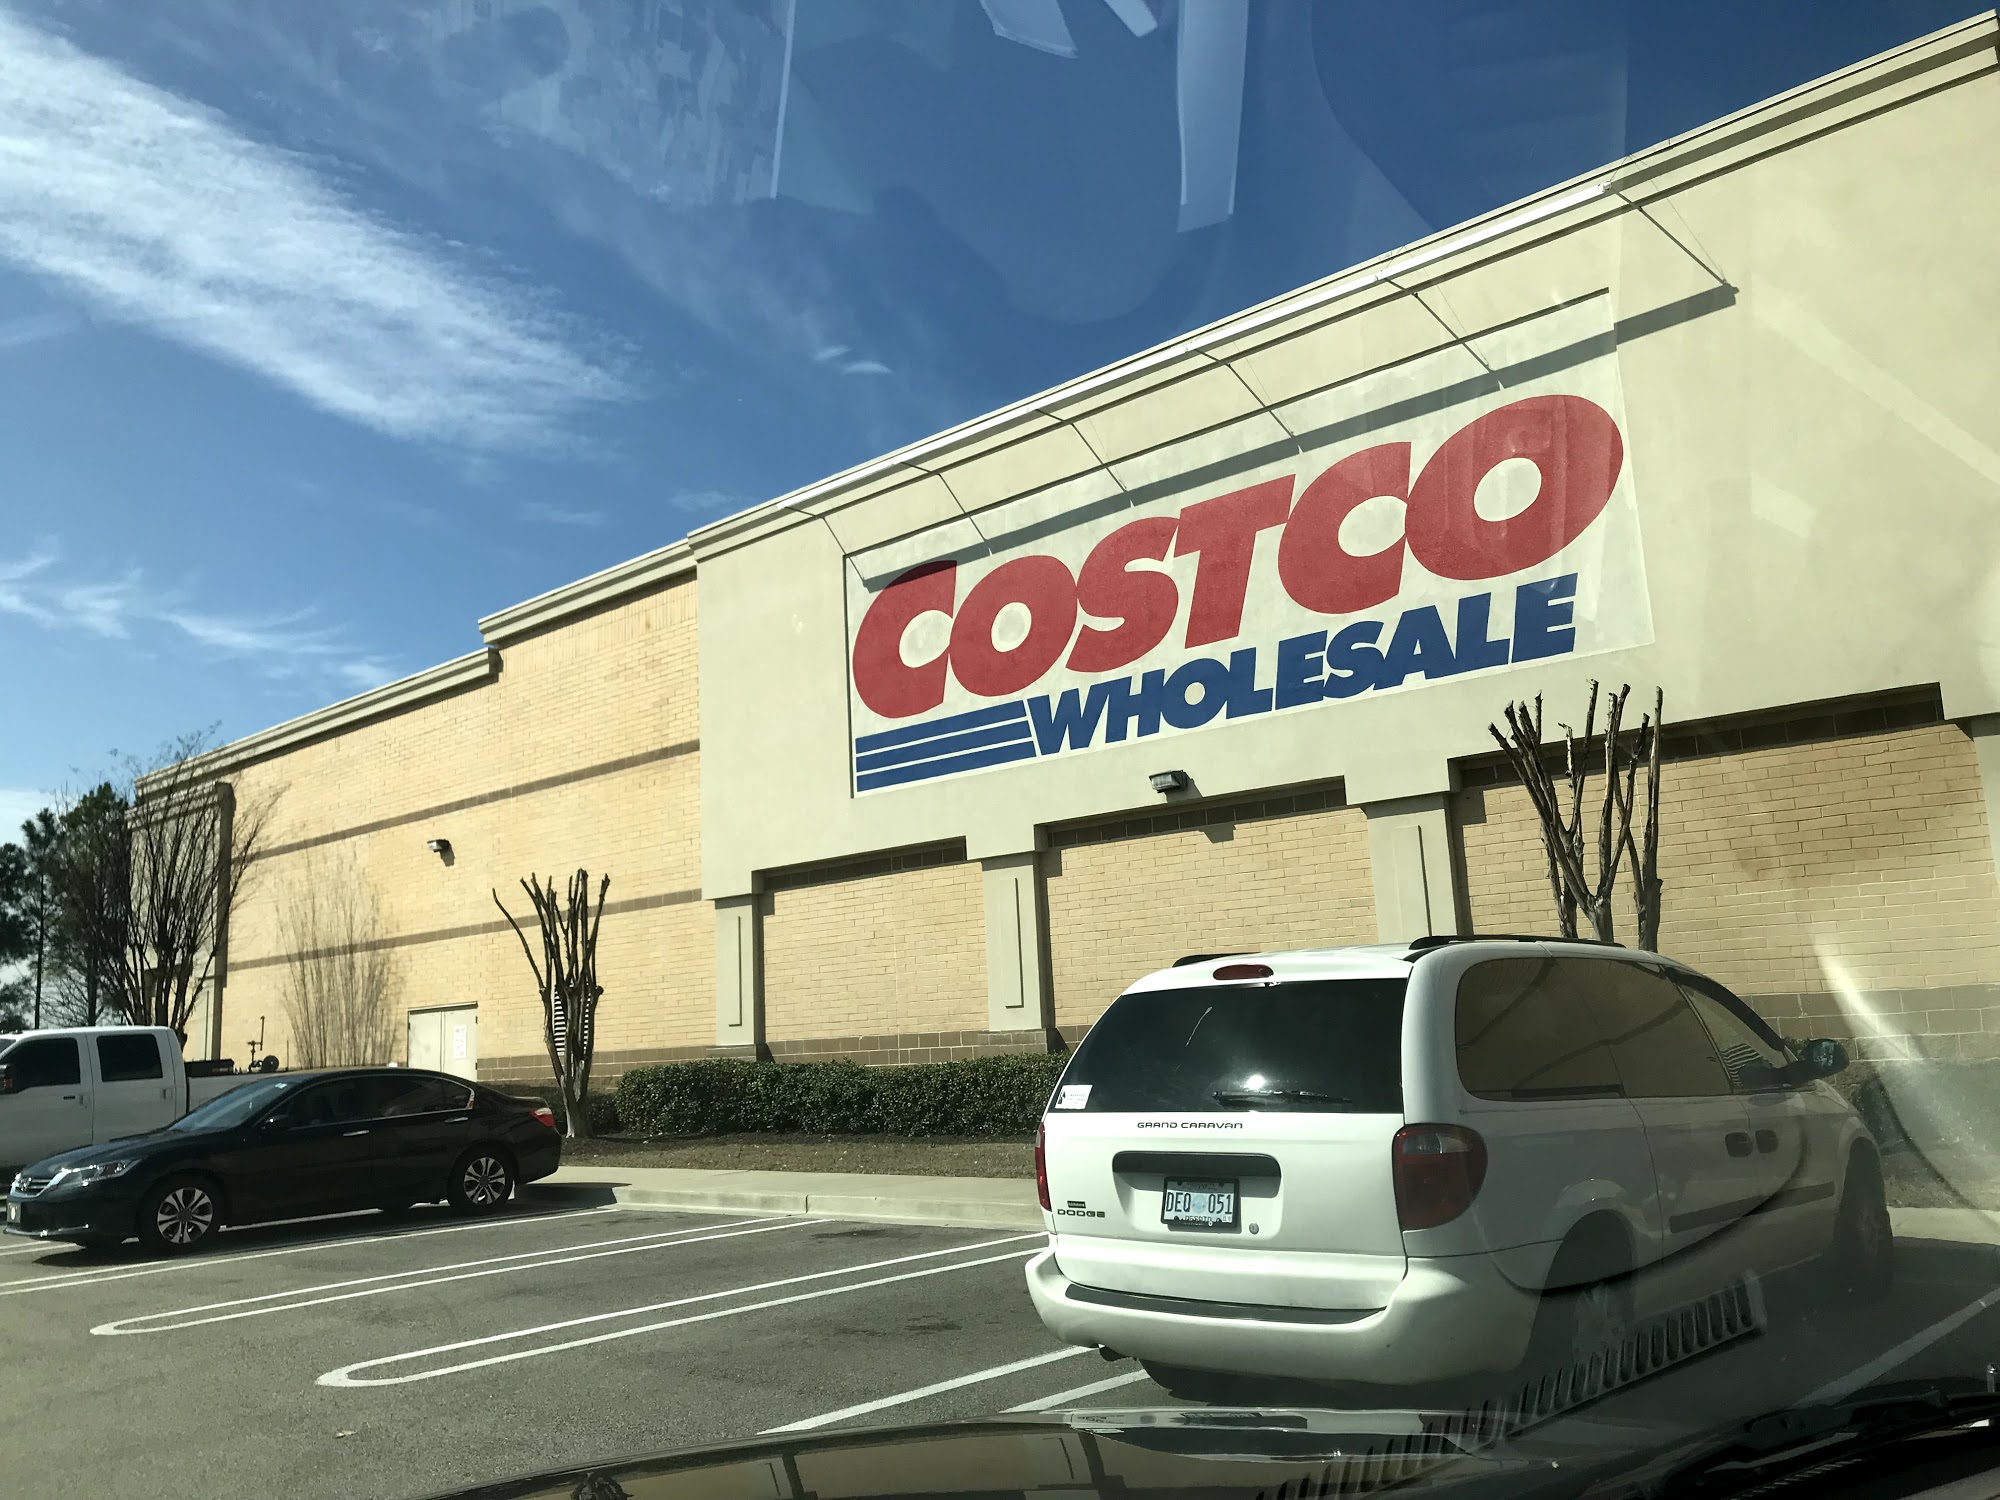 COSTCO
WHOLESALE
GRAND CARAVAN
DODGE
DEQ 051